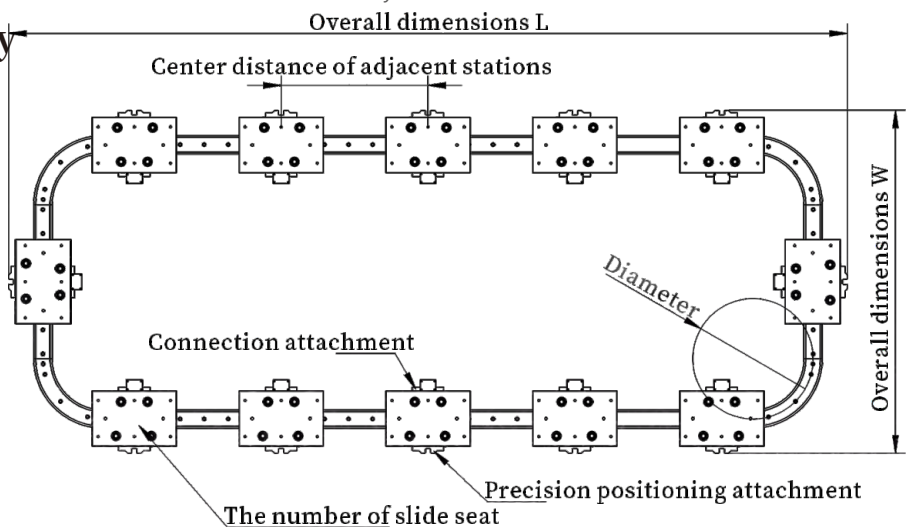 Overall dimensions L
y
Center distance of adjacent stations
Overall dimensions W
Diameter
Connection attachment
Precision positioning attachment
The number of slide seat